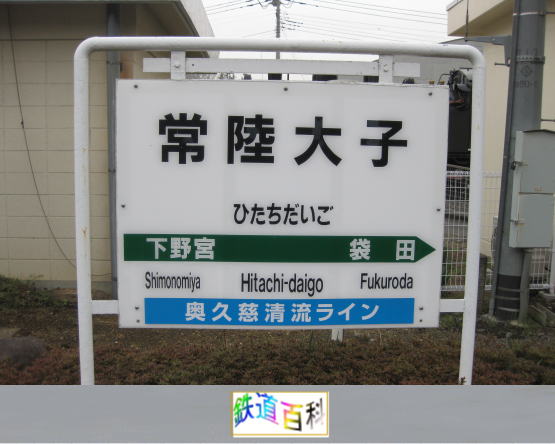 常陸大子
ひたちだいご
下野宮 袋田
Shimonomiya Hitachi-daigo Fukuroda
奥久慈清流ライン
鉄道百科